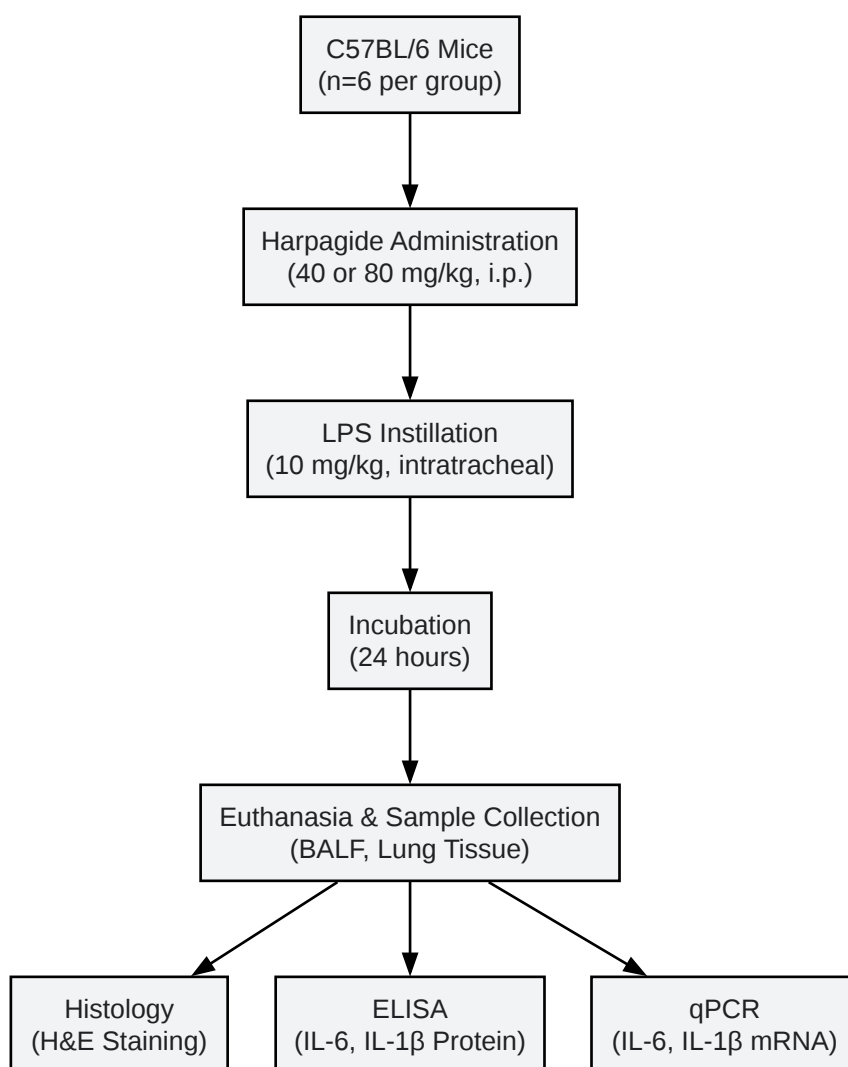 C57BL/6 Mice
(n=6 per group)
Harpagide Administration
(40 or 80 mg/kg, i.p.)
LPS Instillation
(10 mg/kg, intratracheal)
Incubation
(24 hours)
Euthanasia & Sample Collection
(BALF, Lung Tissue)
Histology
(H&E Staining)
ELISA
(IL-6, IL-1β Protein)
qPCR
(IL-6, IL-1β mRNA)